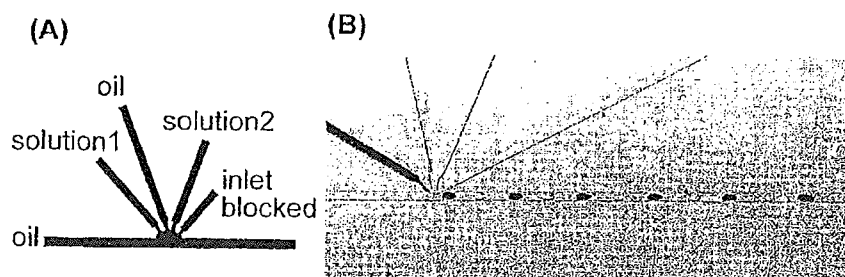 (A)
(B)
oil
solution1
solution2
inlet
blocked
oil